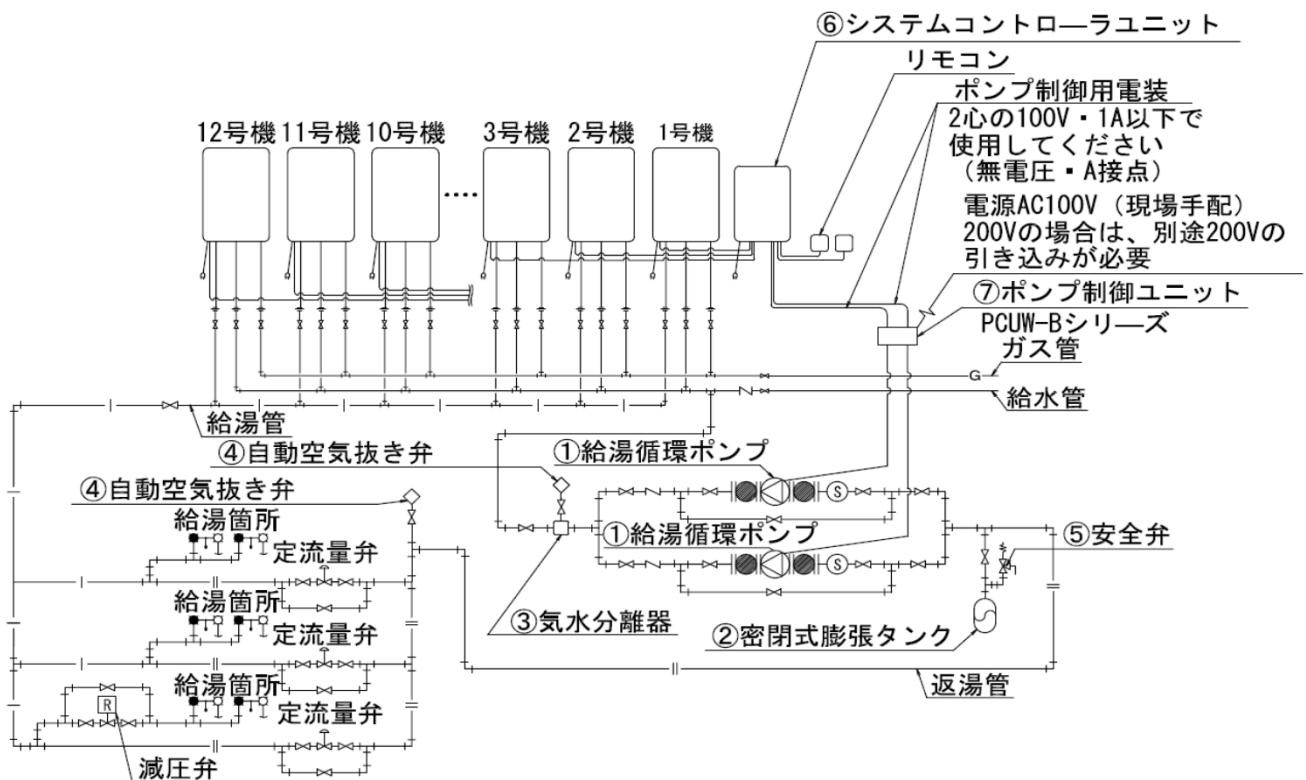 ⑥システムコントローラユニット
リモコン
ポンプ制御用電装
2心の100V・1A以下で
使用してください
（無電圧・A接点）
電源AC100V（現場手配）
200Vの場合は、別途200Vの
引き込みが必要
⑦ポンプ制御ユニット
PCUW-Bシリーズ
12号機
11号機
10号機
3号機
2号機
1号機
ガス管
G
給水管
給湯管
④自動空気抜き弁
①給湯循環ポンプ
S
④自動空気抜き弁
①給湯循環ポンプ
S
⑤安全弁
③気水分離器
②密閉式膨張タンク
返湯管
給湯箇所
定流量弁
給湯箇所
定流量弁
給湯箇所
定流量弁
R
減圧弁